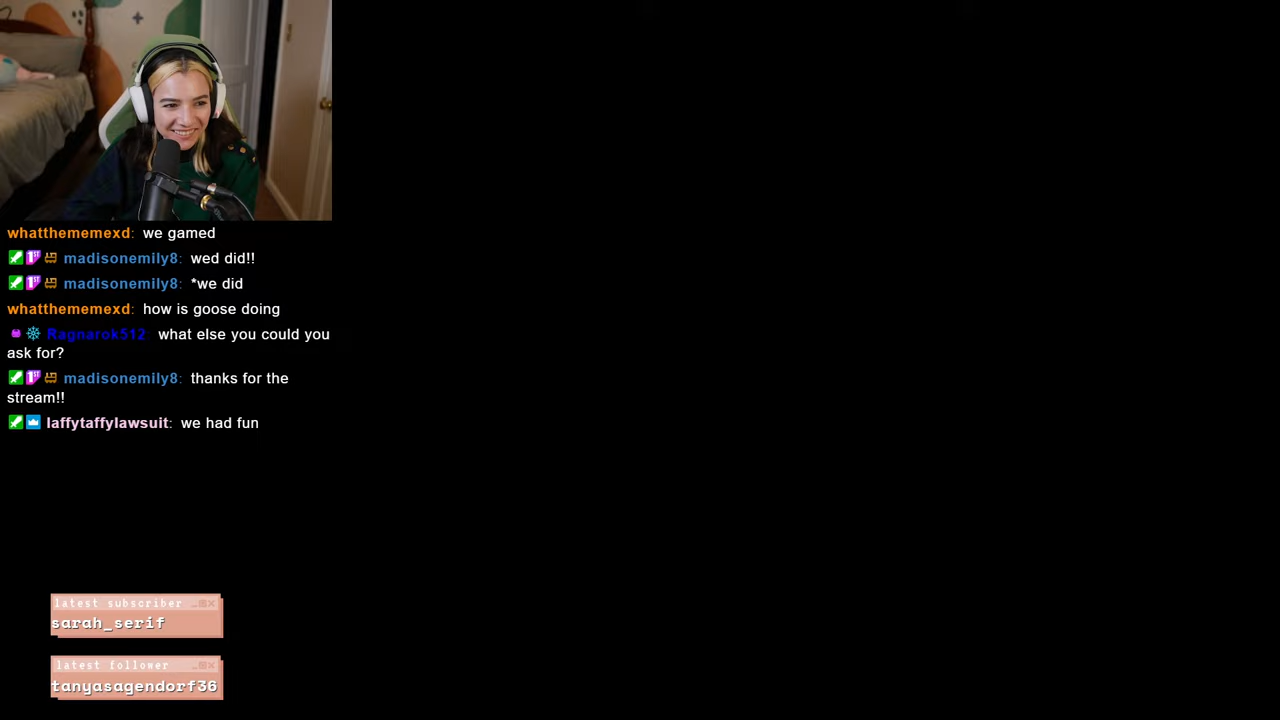 whatthememexd: we gamed
madisonemily8: wed did!!
madisonemily8: *we did
whatthememexd: how is goose doing
Ragnarok512: what else you could you
ask for?
madisonemily8: thanks for the
stream!!
laffytaffylawsuit: we had fun
latest subscriber
sarah_serif
latest follower
tanyasagendorf36